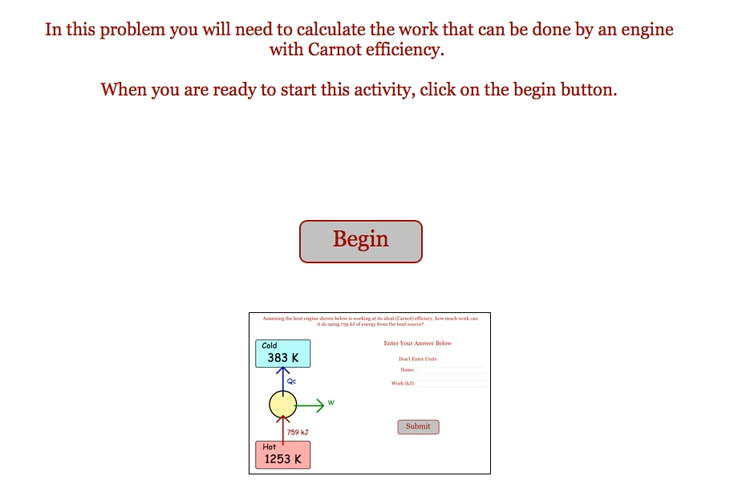 In this problem you will need to calculate the work that can be done by an engine
with Carnot efficiency.
When you are ready to start this activity, click on the begin button.
Begin
Assuming the heat engine shown below is working at its ideal (Carnot) efficiency, how much work can
it do using 759 kJ of energy from the heat source?
Cold
383 K
Qc
W
759 kJ
Hot
1253 K
Enter Your Answer Below
Don't Enter Units
Name:
Work (kJ):
Submit